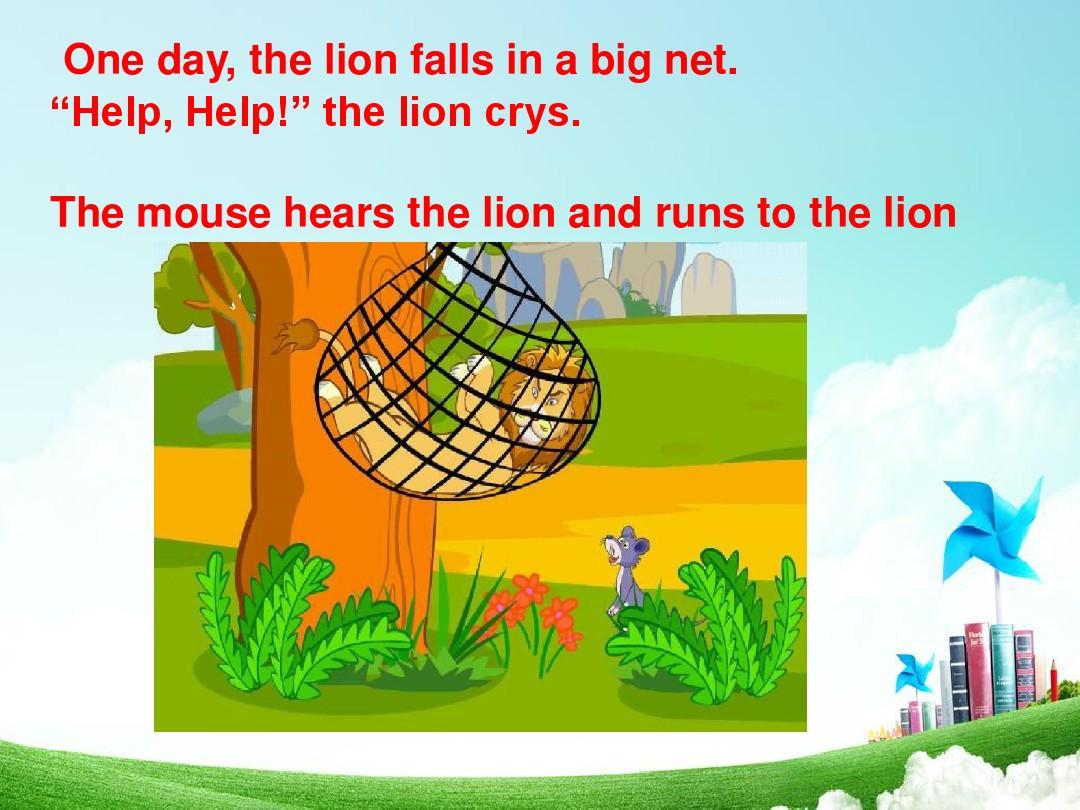 One day, the lion falls in a big net.
“Help, Help!” the lion crys.
The mouse hears the lion and runs to the lion